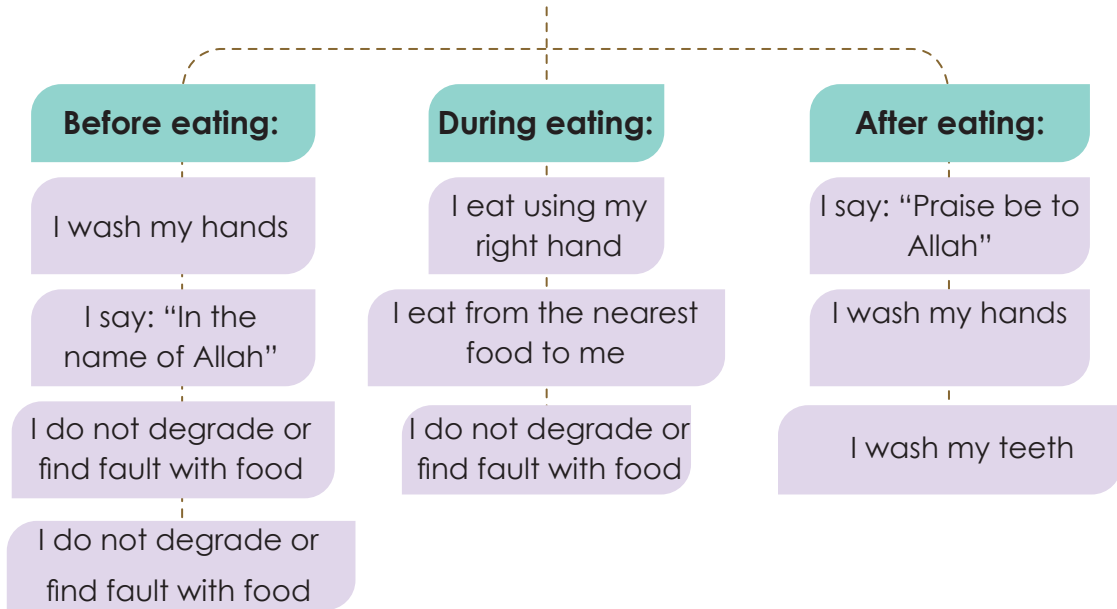 Before eating:
I wash my hands
I say: “In the
name of Allah”
I do not degrade or
find fault with food
I do not degrade or
find fault with food
During eating:
I eat using my
right hand
I eat from the nearest
food to me
I do not degrade or
find fault with food
After eating:
I say: “Praise be to
Allah”
I wash my hands
I wash my teeth